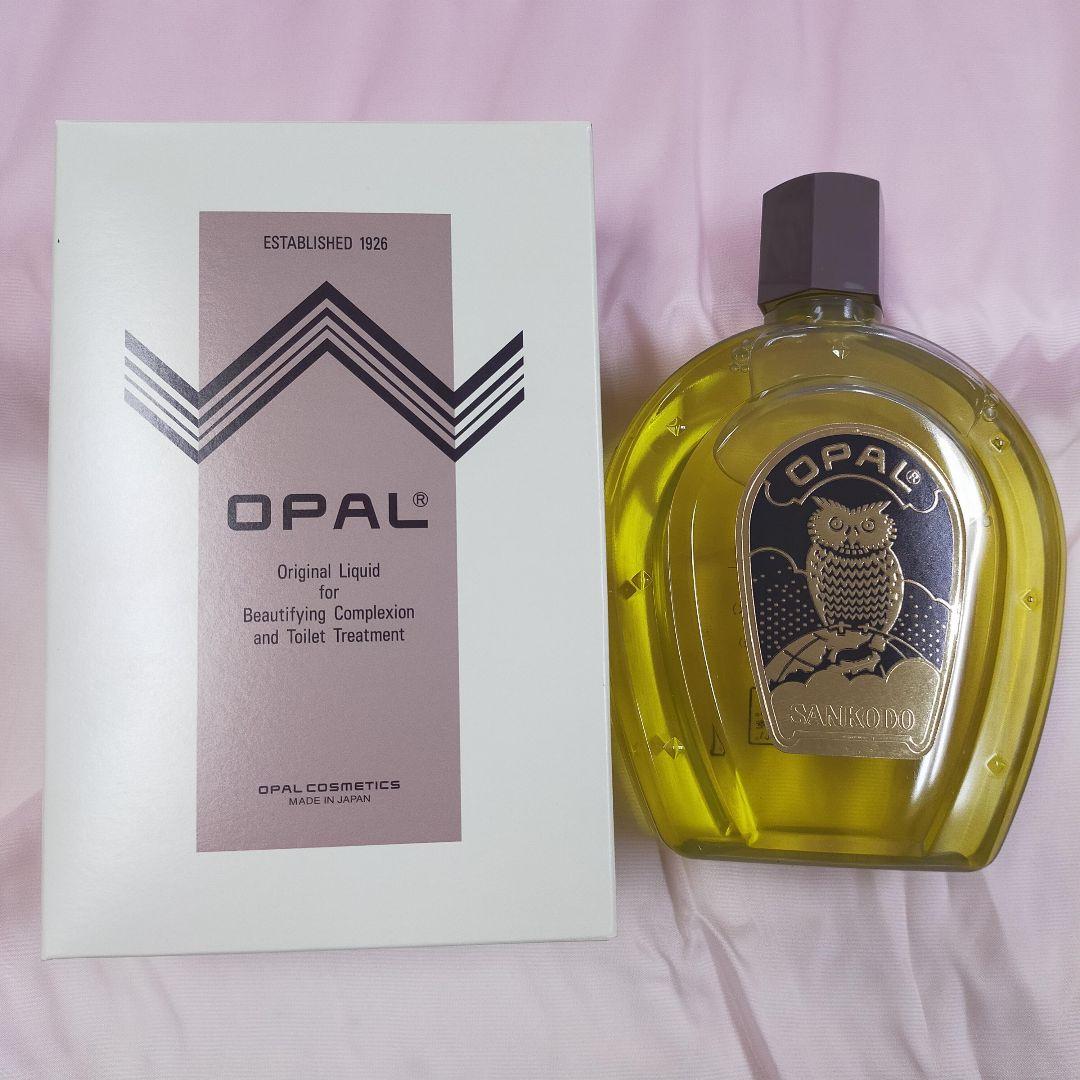 ESTABLISHED 1926
OPAL®
Original Liquid
for
Beautifying Complexion
and Toilet Treatment
OPAL COSMETICS
MADE IN JAPAN
OPAL®
SANKODO